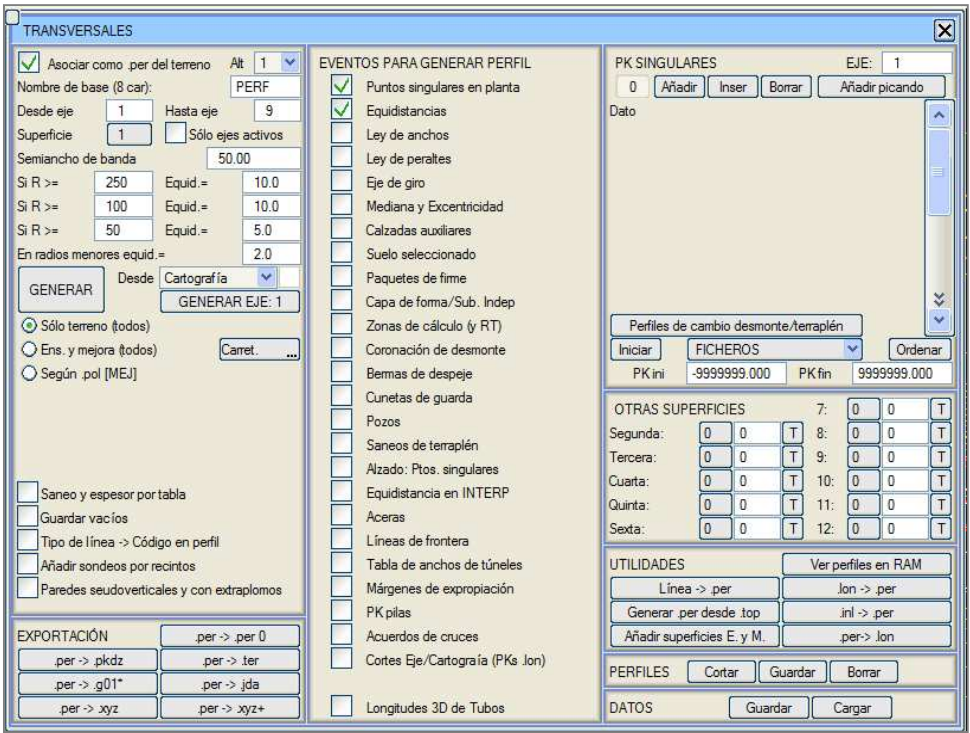 TRANSVERSALES
Asociar como .per del terreno Alt 1
Nombre de base (8 car): PERF
Desde eje 1 Hasta eje 9
Superficie 1 Sólo ejes activos
Semiancho de banda 50.00
Si R >= 250 Equid.= 10.0
Si R >= 100 Equid.= 10.0
Si R >= 50 Equid.= 5.0
En radios menores equid.= 2.0
GENERAR Desde Cartografía
GENERAR EJE: 1
Sólo terreno (todos)
Ens. y mejora (todos) Carret. ...
Según .pol [MEJ]
Saneo y espesor por tabla
Guardar vacíos
Tipo de línea -> Código en perfil
Añadir sondeos por recintos
Paredes seudoverticales y con extraplomos
EXPORTACIÓN .per -> .per 0
.per -> .pkdz .per -> .ter
.per -> .g01* .per -> .jda
.per -> .xyz .per -> .xyz+
EVENTOS PARA GENERAR PERFIL
Puntos singulares en planta
Equidistancias
Ley de anchos
Ley de peraltes
Eje de giro
Mediana y Excentricidad
Calzadas auxiliares
Suelo seleccionado
Paquetes de firme
Capa de forma/Sub. Indep
Zonas de cálculo (y RT)
Coronación de desmonte
Bermas de despeje
Cunetas de guarda
Pozos
Saneos de terraplén
Alzado: Ptos. singulares
Equidistancia en INTERP
Aceras
Líneas de frontera
Tabla de anchos de túneles
Márgenes de expropiación
PK pilas
Acuerdos de cruces
Cortes Eje/Cartograía (PKs .lon)
Longitudes 3D de Tubos
PK SINGULARES EJE: 1
0 Añadir Inser Borrar Añadir picando
Dato
Perfiles de cambio desmonte/terraplén
Iniciar FICHEROS Ordenar
PK ini -9999999.000 PK fin 9999999.000
OTRAS SUPERFICIES 7: 0 0 T
Segunda: 0 0 T 8: 0 0 T
Tercera: 0 0 T 9: 0 0 T
Cuarta: 0 0 T 10: 0 0 T
Quinta: 0 0 T 11: 0 0 T
Sexta: 0 0 T 12: 0 0 T
UTILIDADES Ver perfiles en RAM
Línea -> .per .lon -> .per
Generar .per desde .top .inl -> .per
Añadir superficies E. y M. .per-> .lon
PERFILES Cortar Guardar Borrar
DATOS Guardar Cargar